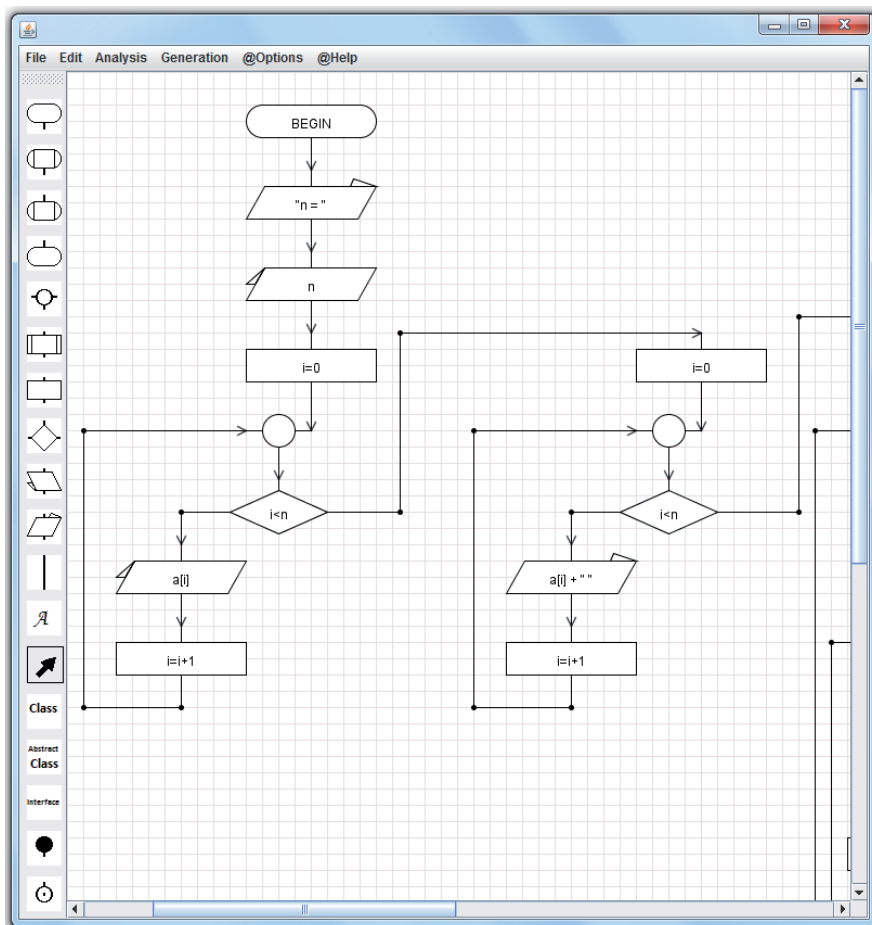 File Edit Analysis Generation @Options @Help
BEGIN
"n = "
n
i=0
i<n
a[i]
i=i+1
i=0
i<n
a[i] + " "
i=i+1
A
Class
Abstract
Class
Interface